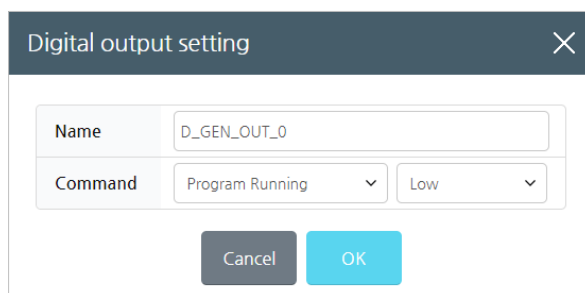 Digital output setting
Name D_GEN_OUT_0
Command Program Running Low
Cancel OK